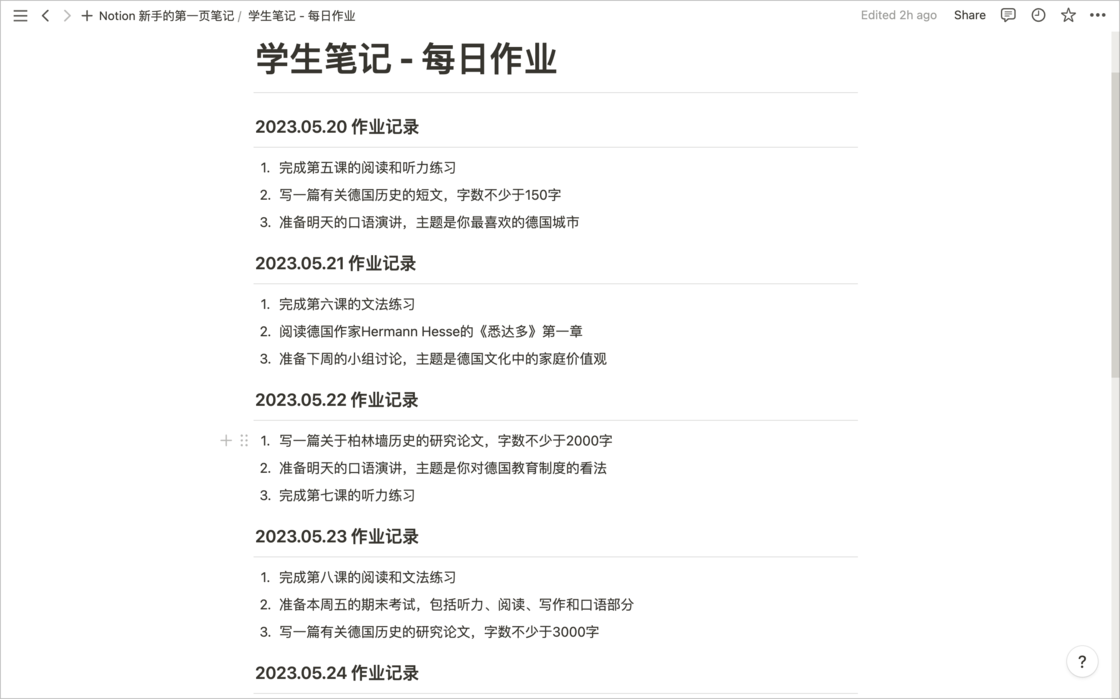 Notion 新手的第一页笔记 / 学生笔记 - 每日作业
Edited 2h ago Share
学生笔记 - 每日作业
2023.05.20 作业记录
1. 完成第五课的阅读和听力练习
2. 写一篇有关德国历史的短文，字数不少于150字
3. 准备明天的口语演讲，主题是你最喜欢的德国城市
2023.05.21 作业记录
1. 完成第六课的文法练习
2. 阅读德国作家Hermann Hesse的《悉达多》第一章
3. 准备下周的小组讨论，主题是德国文化中的家庭价值观
2023.05.22 作业记录
1. 写一篇关于柏林墙历史的研究论文，字数不少于2000字
2. 准备明天的口语演讲，主题是你对德国教育制度的看法
3. 完成第七课的听力练习
2023.05.23 作业记录
1. 完成第八课的阅读和文法练习
2. 准备本周五的期末考试，包括听力、阅读、写作和口语部分
3. 写一篇有关德国历史的研究论文，字数不少于3000字
2023.05.24 作业记录
?